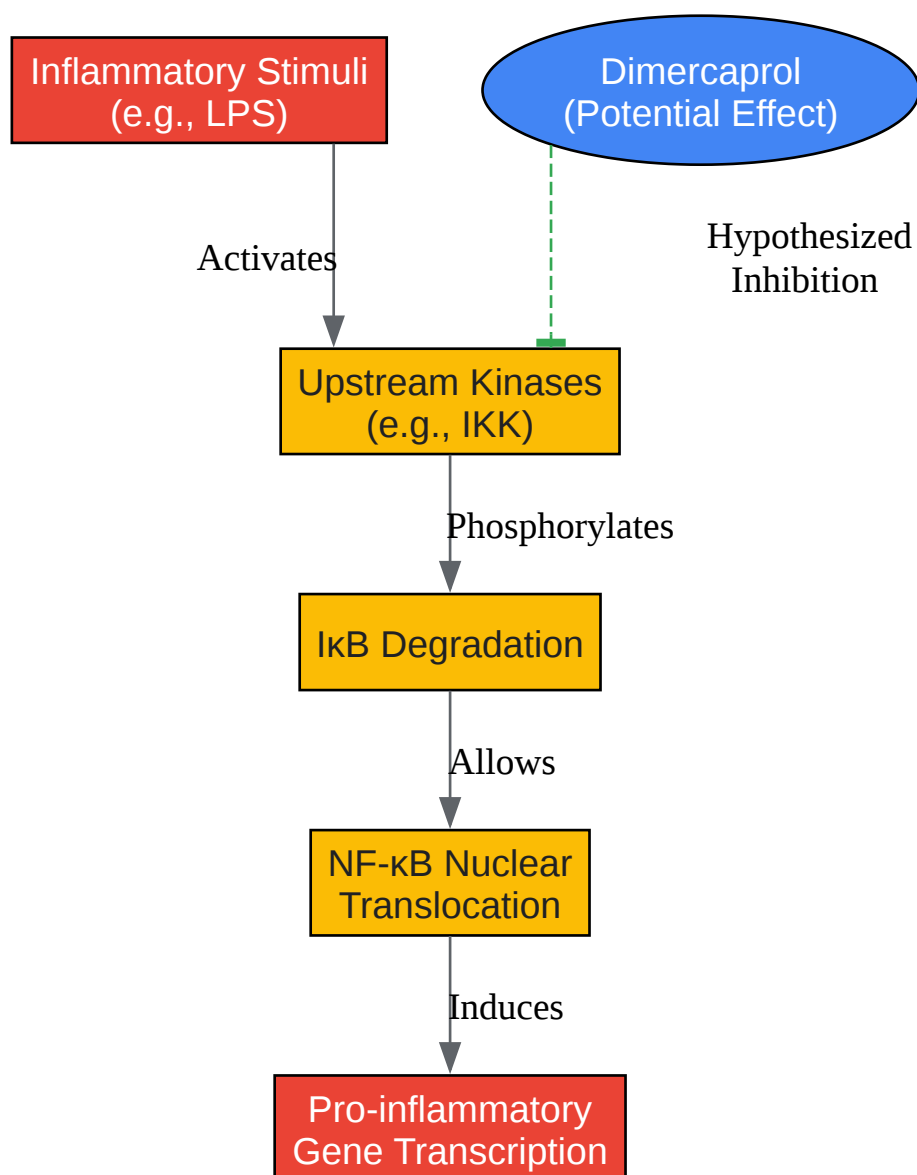 Inflammatory Stimuli
(e.g., LPS)
Dimercaprol
(Potential Effect)
Activates
Hypothesized
Inhibition
Upstream Kinases
(e.g., IKK)
Phosphorylates
IκB Degradation
Allows
NF-κB Nuclear
Translocation
Induces
Pro-inflammatory
Gene Transcription